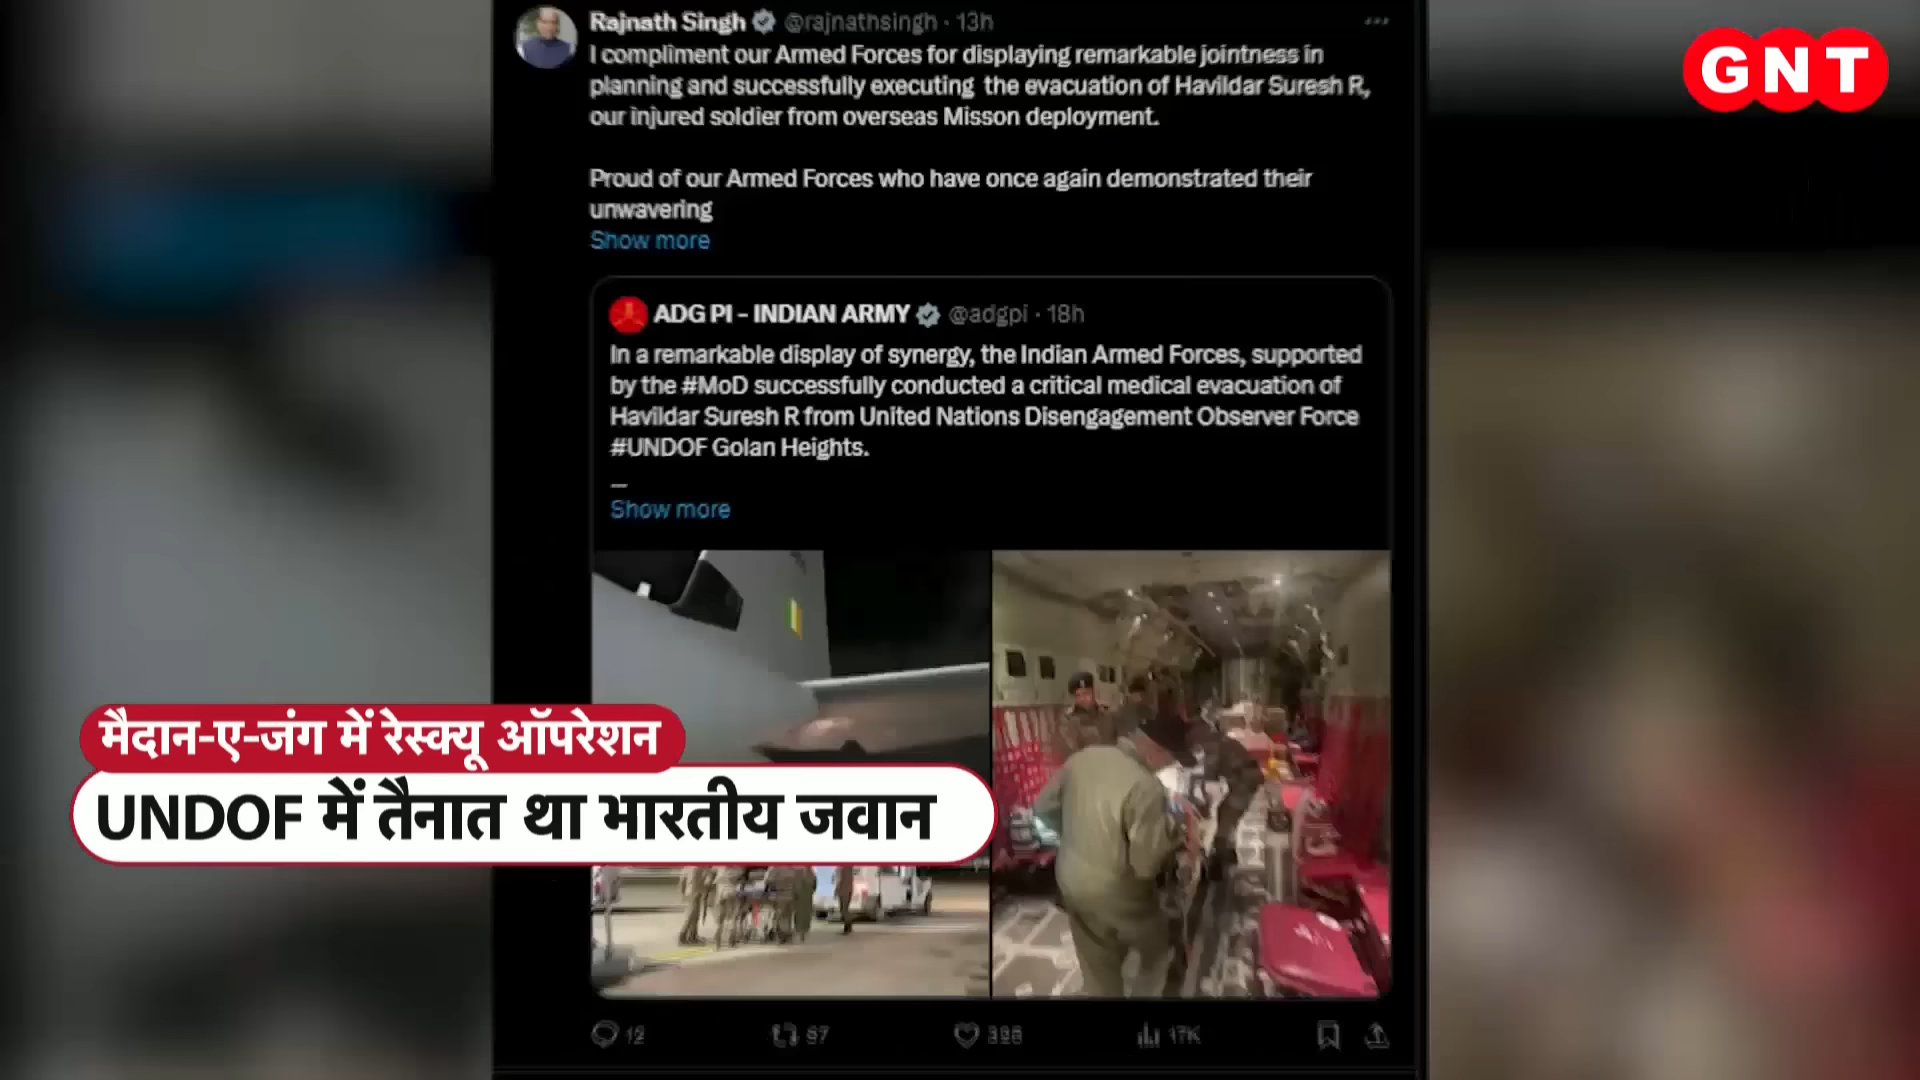 Rajnath Singh @rajnathsingh · 13h
I compliment our Armed Forces for displaying remarkable jointness in
planning and successfully executing the evacuation of Havildar Suresh R,
our injured soldier from overseas Misson deployment.
Proud of our Armed Forces who have once again demonstrated their
unwavering
Show more
ADG PI - INDIAN ARMY @adgpi · 18h
In a remarkable display of synergy, the Indian Armed Forces, supported
by the #MoD successfully conducted a critical medical evacuation of
Havildar Suresh R from United Nations Disengagement Observer Force
#UNDOF Golan Heights.
—
Show more
12 97 17K
GNT
मैदान-ए-जंग में रेस्क्यू ऑपरेशन
UNDOF में तैनात था भारतीय जवान